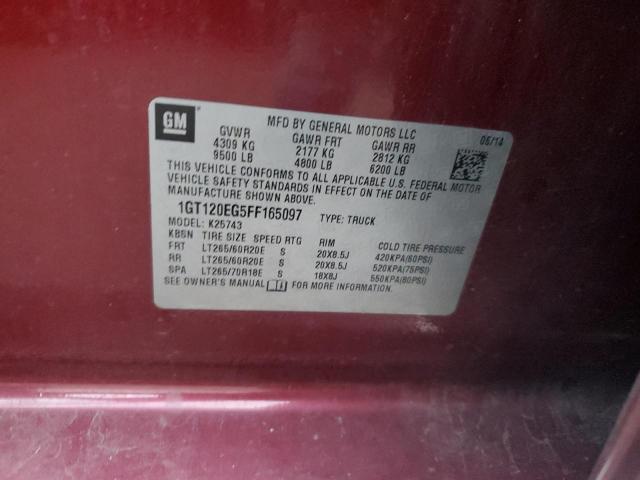 GM
MFD BY GENERAL MOTORS LLC
06/14
GVWR GAWR FRT GAWR RR
4309 KG 2177 KG 2812 KG
9500 LB 4800 LB 6200 LB
THIS VEHICLE CONFORMS TO ALL APPLICABLE U.S. FEDERAL MOTOR
VEHICLE SAFETY STANDARDS IN EFFECT ON THE DATE OF
MANUFACTURE SHOWN ABOVE.
1GT120EG5FF165097 TYPE: TRUCK
MODEL: K25743
KBSN TIRE SIZE SPEED RTG RIM COLD TIRE PRESSURE
FRT LT265/60R20E S 20X8.5J 420KPA(60PSI)
RR LT265/60R20E S 20X8.5J 520KPA(75PSI)
SPA LT265/70R18E S 18X8J 550KPA(80PSI)
SEE OWNER'S MANUAL FOR MORE INFORMATION.